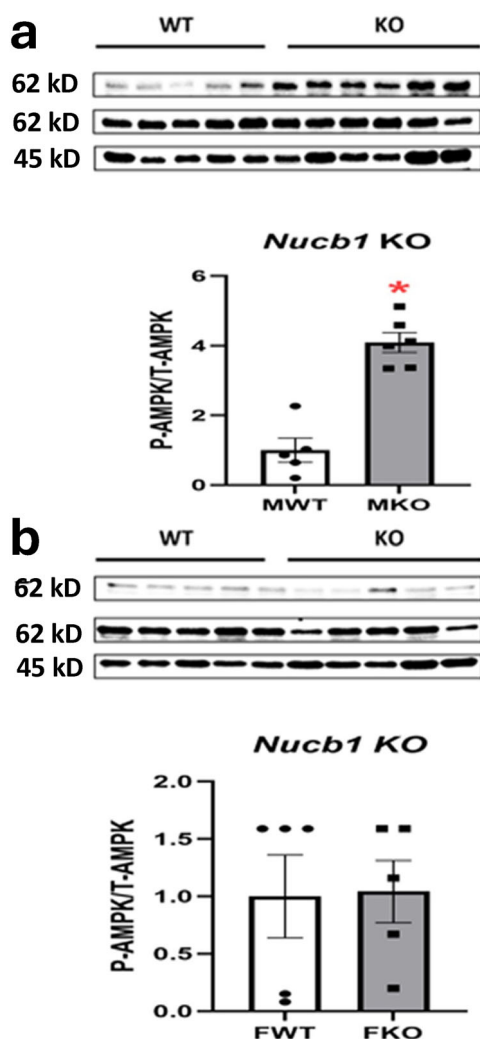 a
WT KO
62 kD
62 kD
45 kD
Nucb1 KO
P-AMPK/T-AMPK
6
*
4
2
0
MWT MKO
b
WT KO
62 kD
62 kD
45 kD
Nucb1 KO
P-AMPK/T-AMPK
2.0
1.5
1.0
0.5
0.0
FWT FKO